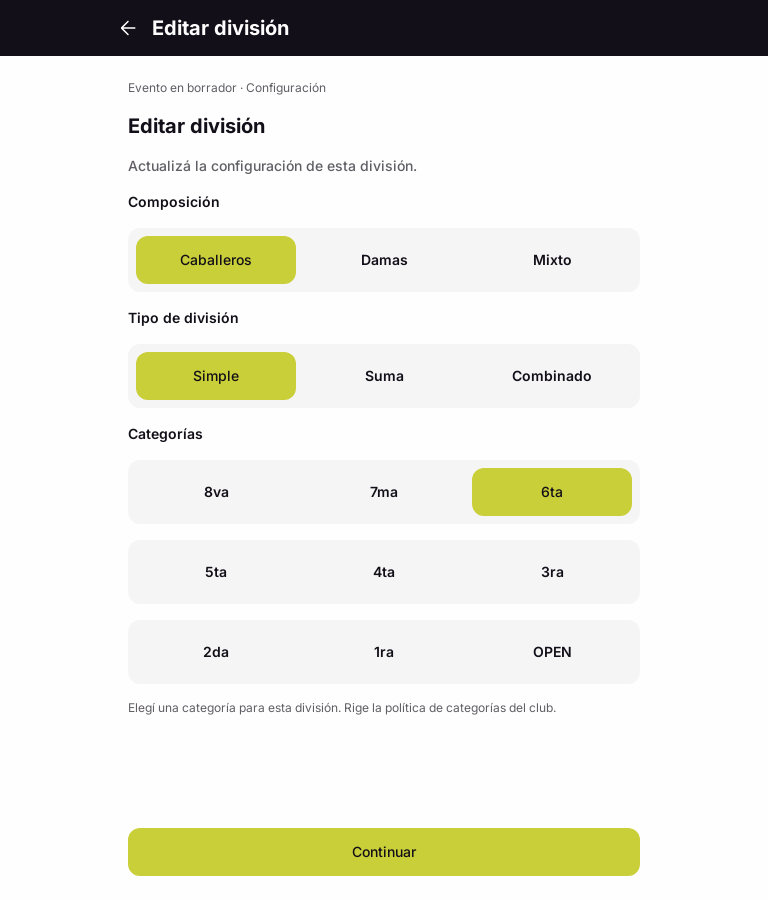 Editar división
Evento en borrador · Configuración
Editar división
Actualizá la configuración de esta división.
Composición
Caballeros Damas Mixto
Tipo de división
Simple Suma Combinado
Categorías
8va 7ma 6ta
5ta 4ta 3ra
2da 1ra OPEN
Elegí una categoría para esta división. Rige la política de categorías del club.
Continuar